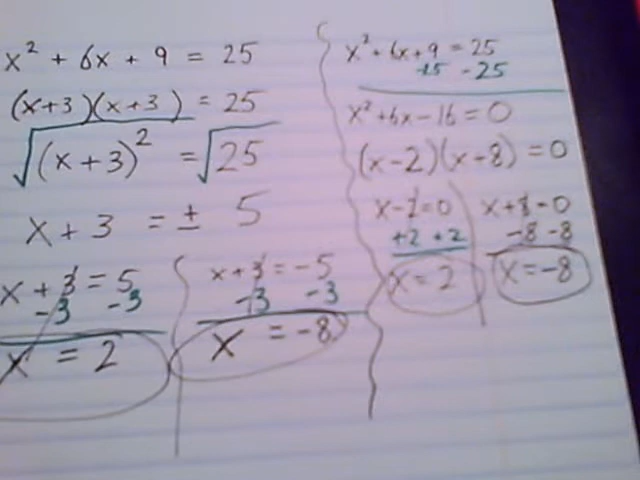 x² + 6x + 9 = 25
(x+3)(x+3) = 25
√(x+3)² = √25
x + 3 = ± 5
x + 3 = 5
-3 -3
x = 2
x + 3 = -5
-3 -3
x = -8
x² + 6x + 9 = 25
-25 -25
x² + 6x - 16 = 0
(x-2)(x-8) = 0
x - 2 = 0
+2 +2
x = 2
x + 8 = 0
-8 -8
x = -8